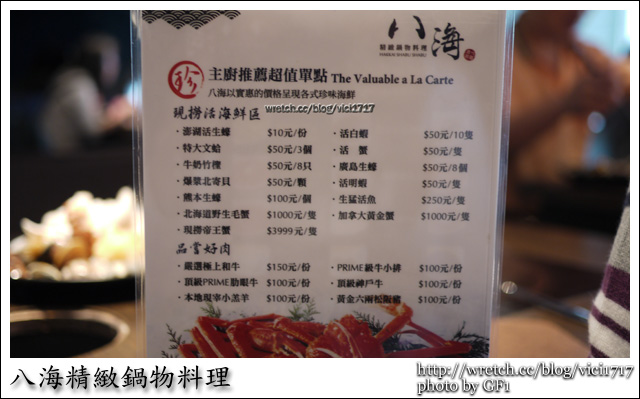 八海
精緻鍋物料理
珍 主廚推薦超值單點 The Valuable a La Carte
八海以實惠的價格呈現各式珍味海鮮
wretch.cc/blog/vici1717
現撈活海鮮區
·澎湖活生蠔 $10元/份
·活白蝦 $50元/10隻
·特大文蛤 $50元/3個
·活 蟹 $50元/隻
·牛奶竹櫻 $50元/8只
·廣島生蠔 $50元/8個
·爆漿北寄貝 $50元/顆
·活明蝦 $50元/隻
·熊本生蠔 $100元/個
·生猛活魚 $250元/隻
·北海道野生毛蟹 $1000元/隻
·加拿大黃金蟹 $1000元/隻
·現撈帝王蟹 $3999元/隻
品嘗好肉
·嚴選極上和牛 $150元/份
·PRIME級牛小排 $100元/份
·頂級PRIME肋眼牛 $100元/份
·頂級神戶牛 $100元/份
·本地現宰小羔羊 $100元/份
·黃金六兩松阪豬 $100元/份
八海精緻鍋物料理
http://wretch.cc/blog/vici1717
photo by GF1